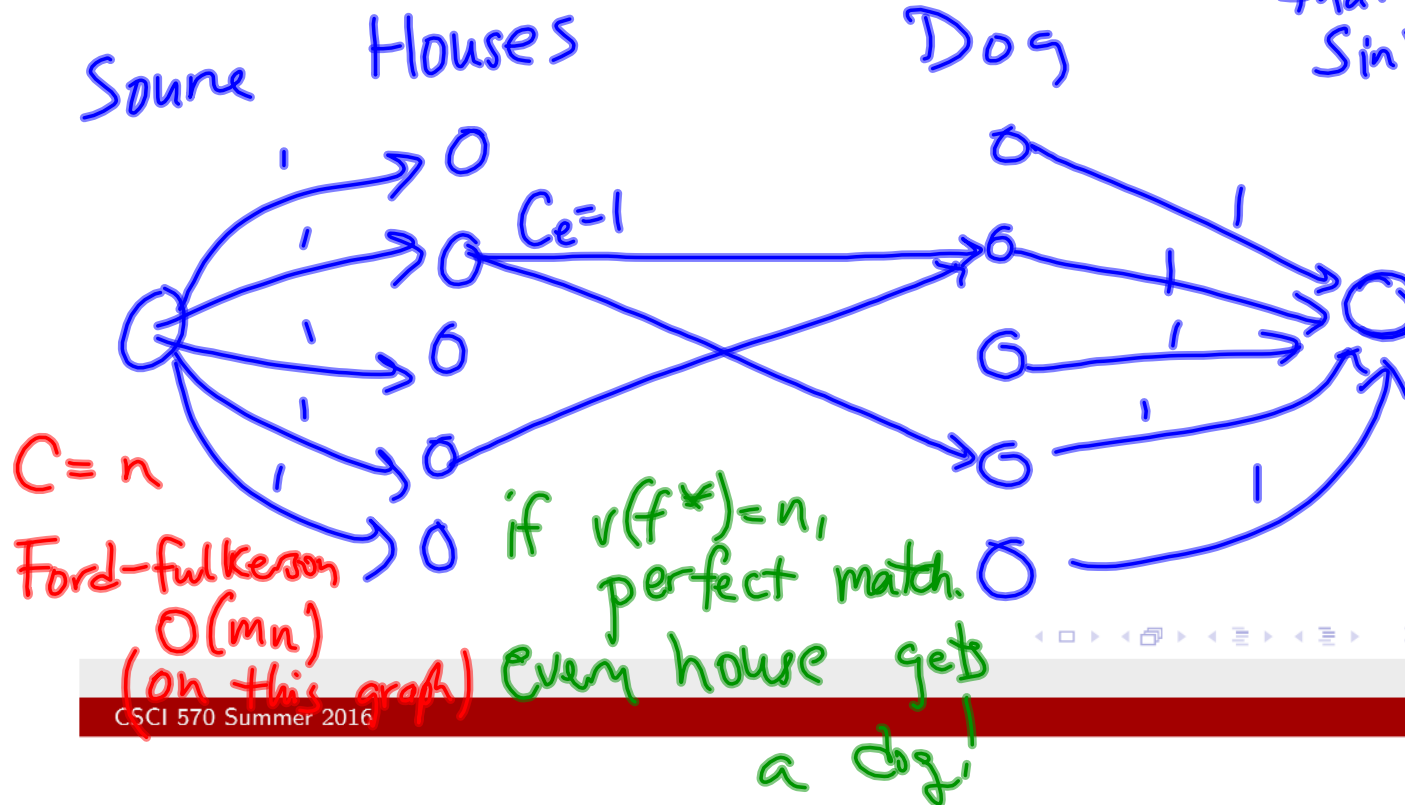 Houses
Dog
Source
Sin
1
1
1
1
1
Ce=1
1
1
1
1
1
C= n
Ford-fulkerson
O(mn)
(on this graph)
if v(f*)=n,
perfect match.
Every house gets
a dog!
CSCI 570 Summer 2016